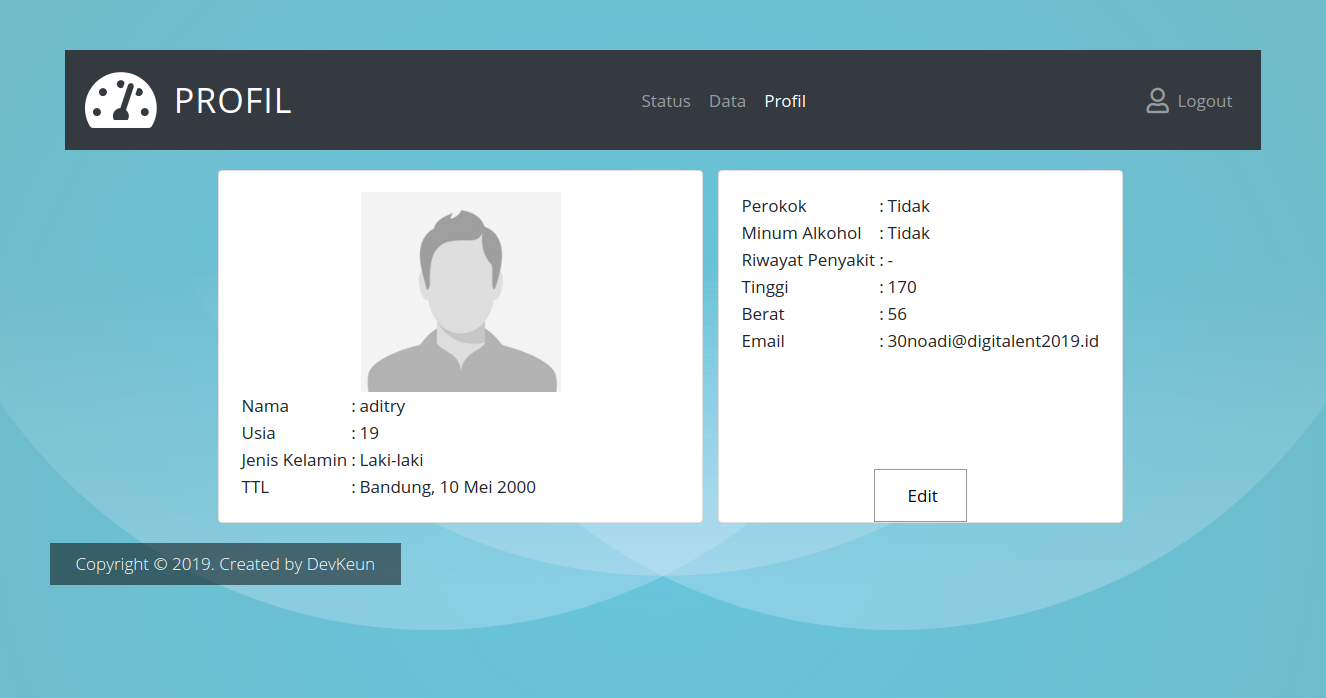 PROFIL
Status Data Profil
Logout
Nama : aditry
Usia : 19
Jenis Kelamin : Laki-laki
TTL : Bandung, 10 Mei 2000
Perokok : Tidak
Minum Alkohol : Tidak
Riwayat Penyakit : -
Tinggi : 170
Berat : 56
Email : 30noadi@digitalent2019.id
Edit
Copyright © 2019. Created by DevKeun